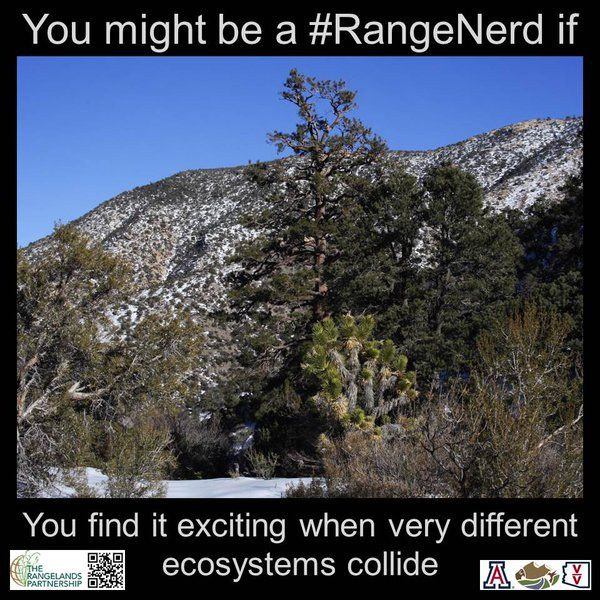 You might be a #RangeNerd if
You find it exciting when very different
ecosystems collide
THE
RANGELANDS
PARTNERSHIP
A
V
V